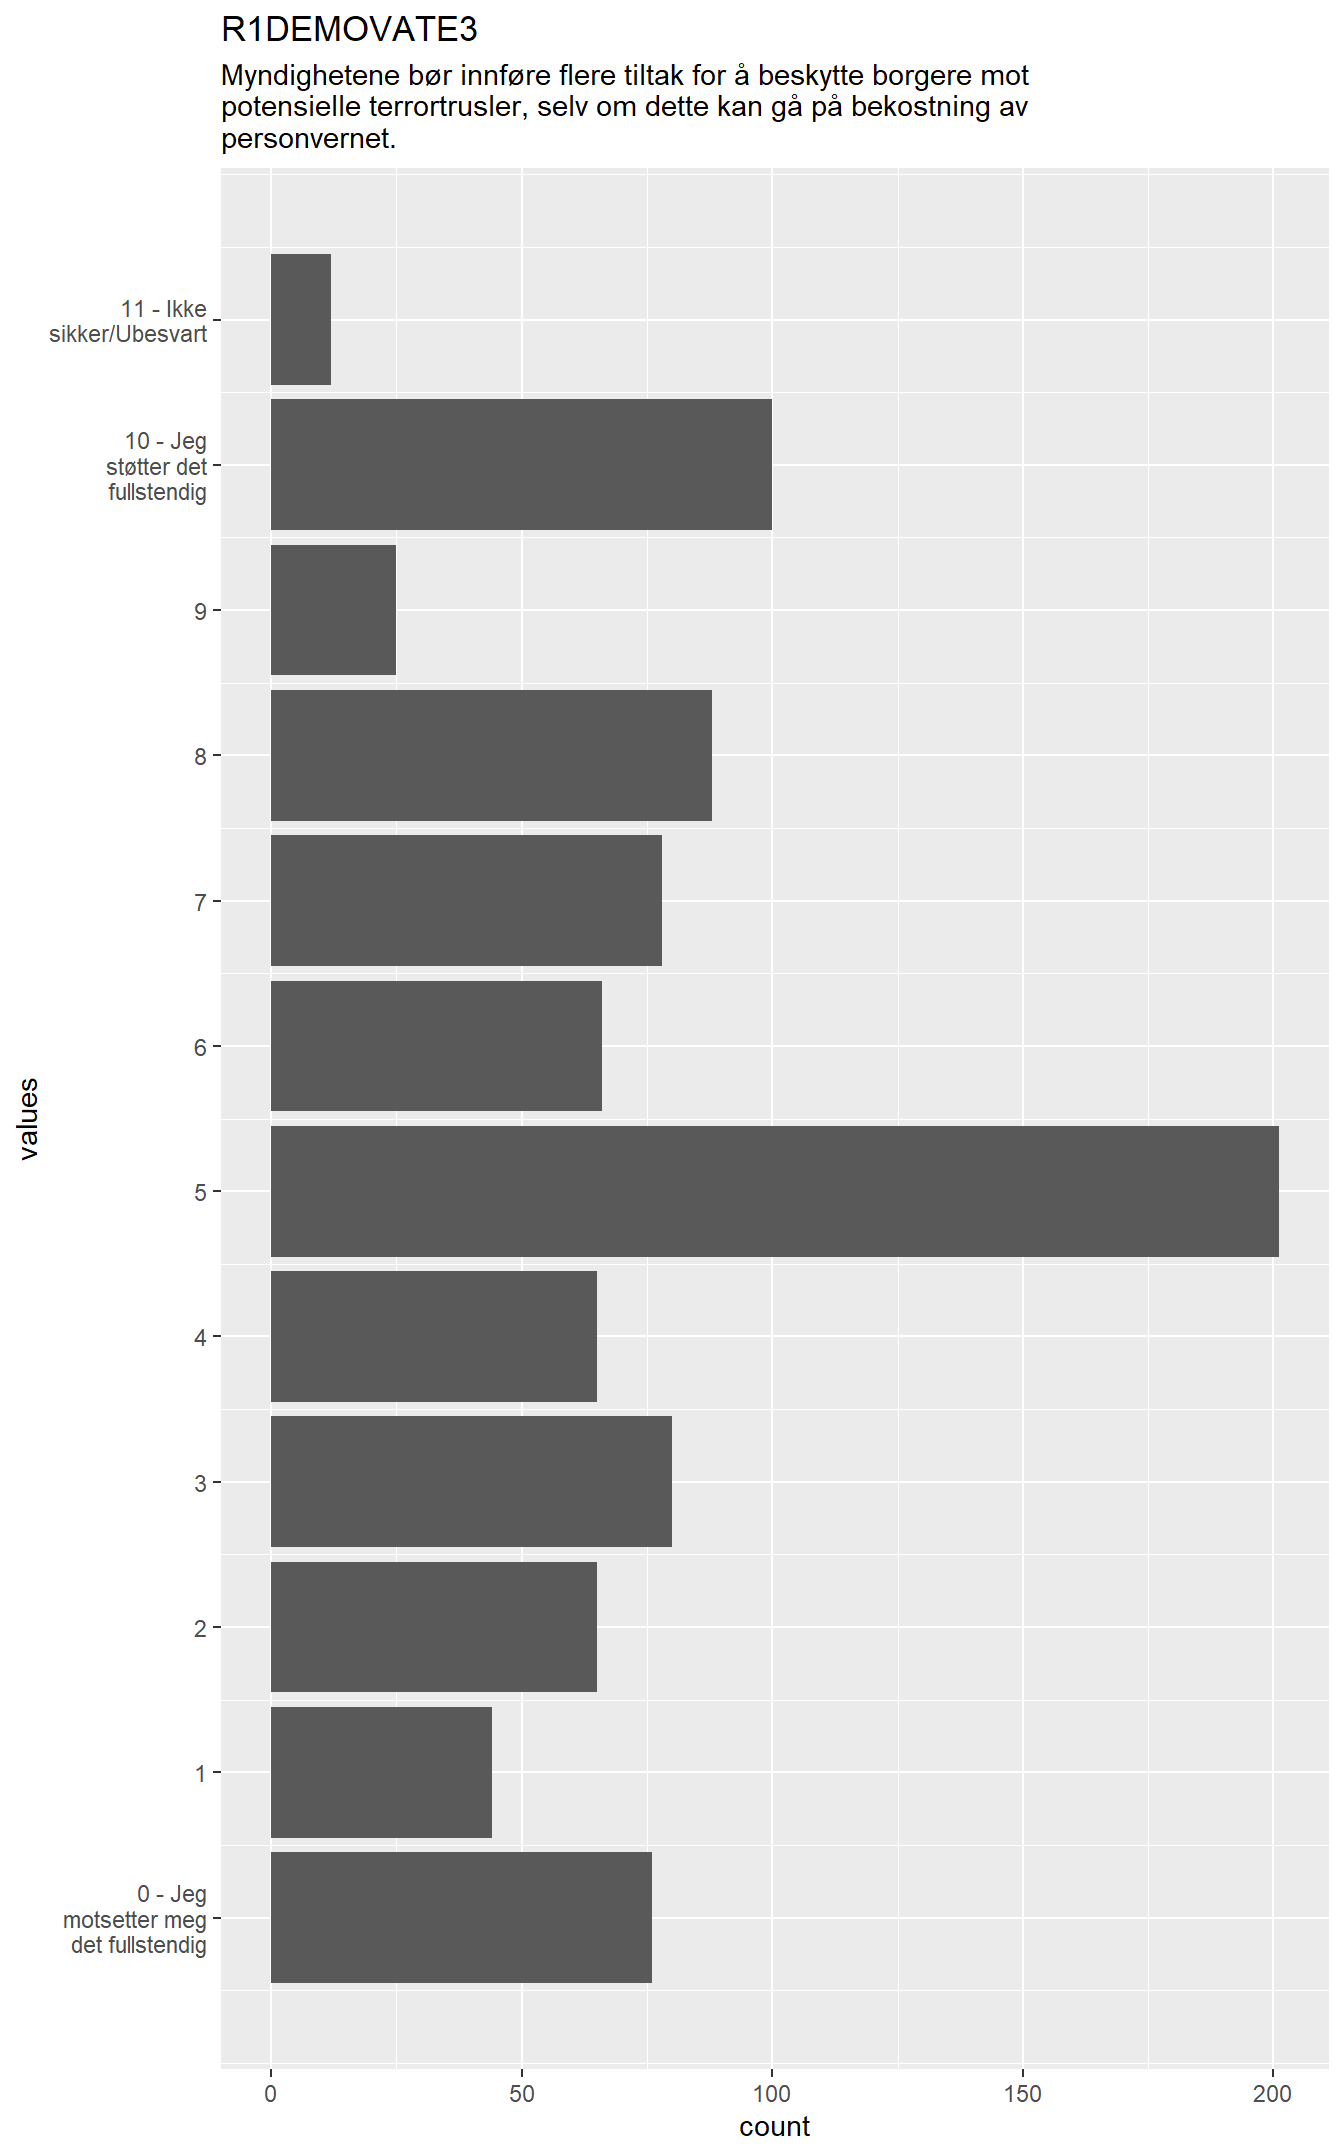 R1DEMOVATE3
Myndighetene bør innføre flere tiltak for å beskytte borgere mot
potensielle terrortrusler, selv om dette kan gå på bekostning av
personvernet.
11 - Ikke
sikker/Ubesvart
10 - Jeg
støtter det
fullstendig
9
8
7
6
5
4
3
2
1
0 - Jeg
motsetter meg
det fullstendig
values
0 50 100 150 200
count